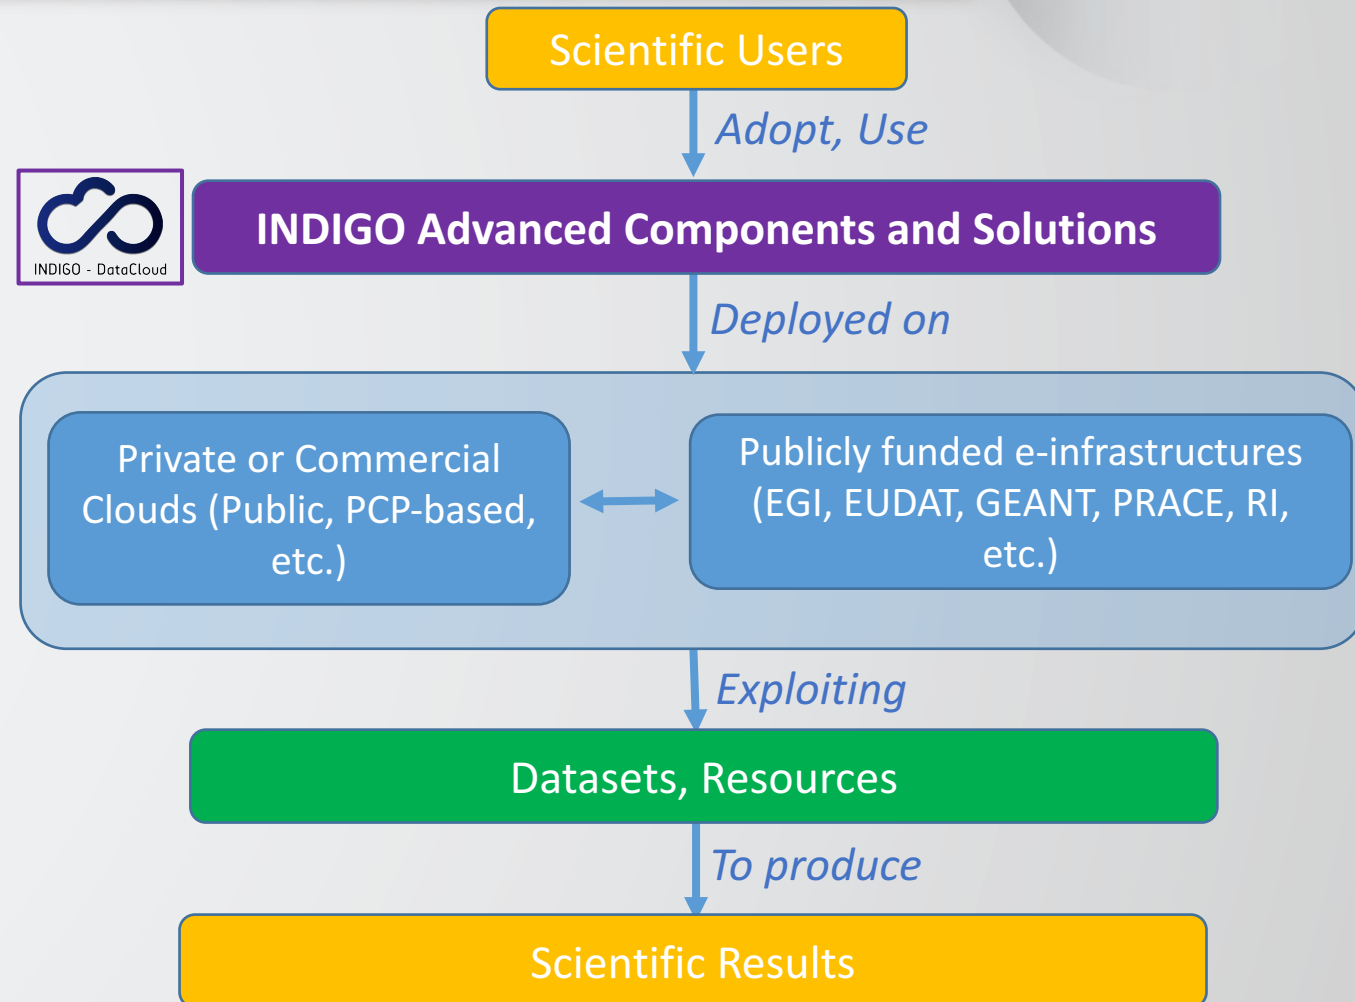 Scientific Users
Adopt, Use
INDIGO - DataCloud
INDIGO Advanced Components and Solutions
Deployed on
Private or Commercial
Clouds (Public, PCP-based,
etc.)
Publicly funded e-infrastructures
(EGI, EUDAT, GEANT, PRACE, RI,
etc.)
Exploiting
Datasets, Resources
To produce
Scientific Results